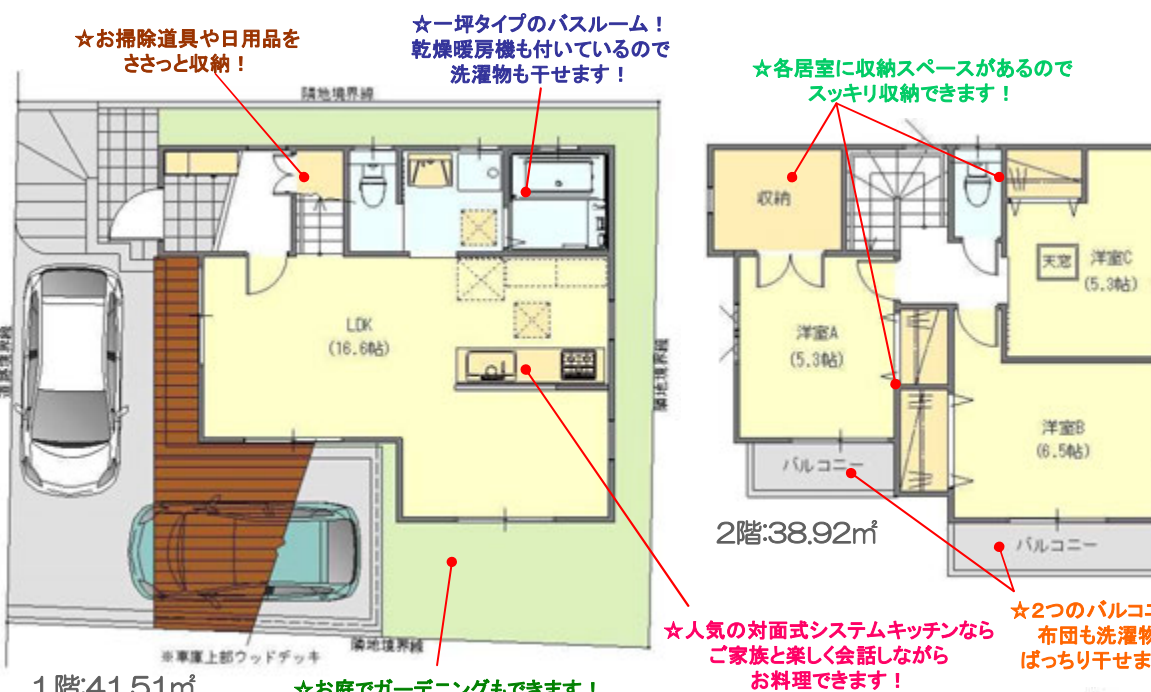 ☆お掃除道具や日用品を
ささっと収納！
☆一坪タイプのバスルーム！
乾燥暖房機も付いているので
洗濯物も干せます！
☆各居室に収納スペースがあるので
スッキリ収納できます！
隣地境界線
道路境界線
隣地境界線
LDK
(16.6帖)
収納
天窓
洋室C
(5.3帖)
洋室A
(5.3帖)
洋室B
(6.5帖)
バルコニー
バルコニー
2階:38.92㎡
☆2つのバルコニ
布団も洗濯物
ばっちり干せま
☆人気の対面式システムキッチンなら
ご家族と楽しく会話しながら
お料理できます！
隣地境界線
※車庫上部ウッドデッキ
1階:41.51㎡
☆お庭でガーデニングもできます！